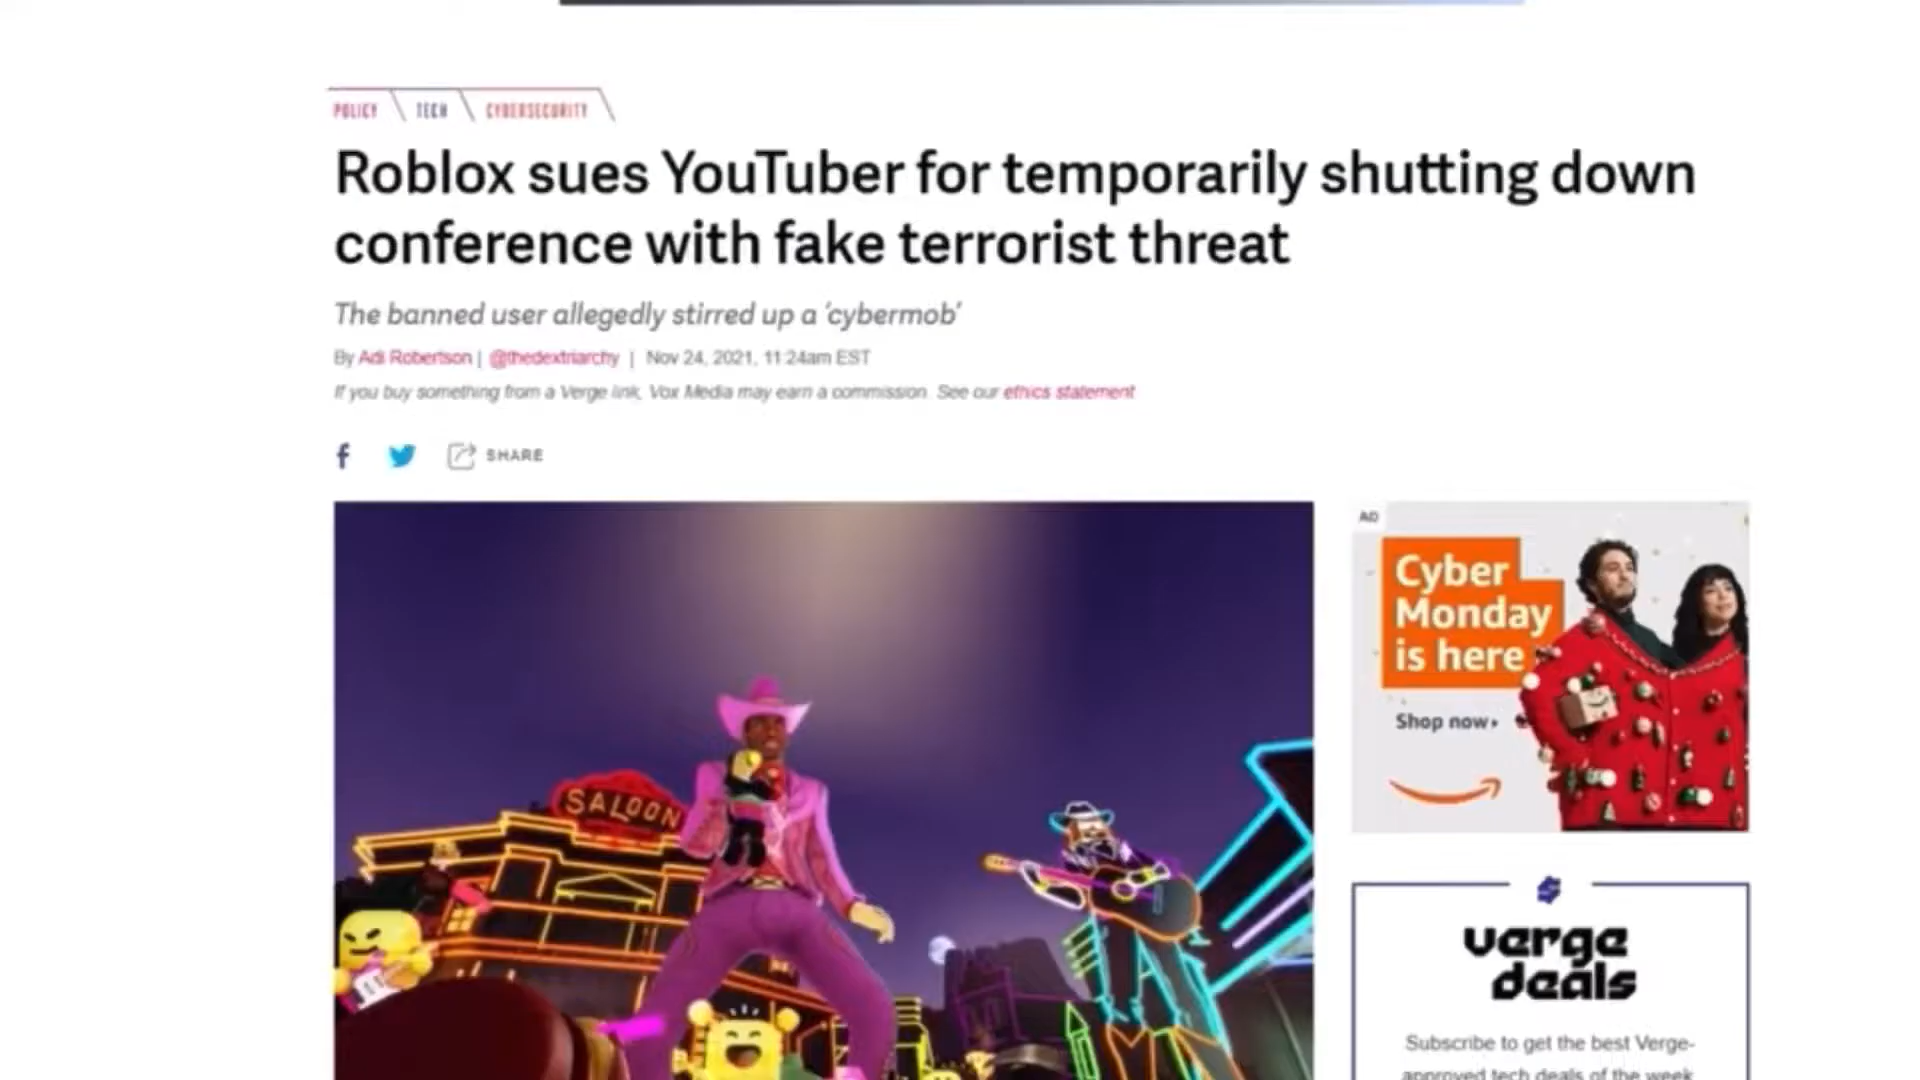 POLICY TECH CYBERSECURITY
Roblox sues YouTuber for temporarily shutting down
conference with fake terrorist threat
The banned user allegedly stirred up a ‘cybermob’
By Adi Robertson | @thedextriarchy | Nov 24, 2021, 11:24am EST
If you buy something from a Verge link, Vox Media may earn a commission. See our ethics statement
SHARE
AD
Cyber
Monday
is here
Shop now
SALOON
verge
deals
Subscribe to get the best Verge-
approved tech deals of the week